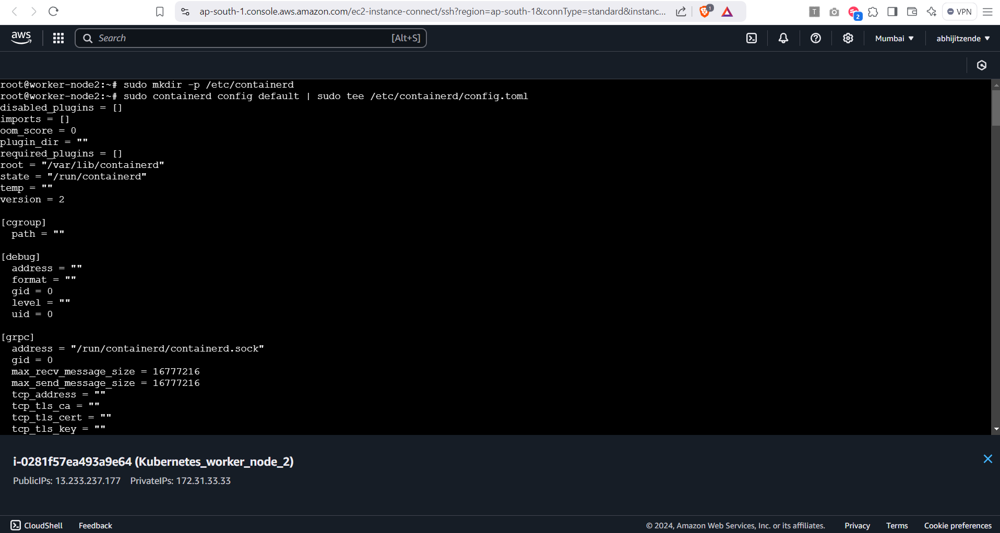 ap-south-1.console.aws.amazon.com/ec2-instance-connect/ssh?region=ap-south-1&connType=standard&instanc...
1
T
2
VPN
aws
Search
[Alt+S]
Mumbai
abhijitzende
root@worker-node2:~# sudo mkdir -p /etc/containerd
root@worker-node2:~# sudo containerd config default | sudo tee /etc/containerd/config.toml
disabled_plugins = []
imports = []
oom_score = 0
plugin_dir = ""
required_plugins = []
root = "/var/lib/containerd"
state = "/run/containerd"
temp = ""
version = 2
[cgroup]
  path = ""
[debug]
  address = ""
  format = ""
  gid = 0
  level = ""
  uid = 0
[grpc]
  address = "/run/containerd/containerd.sock"
  gid = 0
  max_recv_message_size = 16777216
  max_send_message_size = 16777216
  tcp_address = ""
  tcp_tls_ca = ""
  tcp_tls_cert = ""
  tcp_tls_key = ""
i-0281f57ea493a9e64 (Kubernetes_worker_node_2)
PublicIPs: 13.233.237.177 PrivateIPs: 172.31.33.33
CloudShell
Feedback
© 2024, Amazon Web Services, Inc. or its affiliates.
Privacy
Terms
Cookie preferences